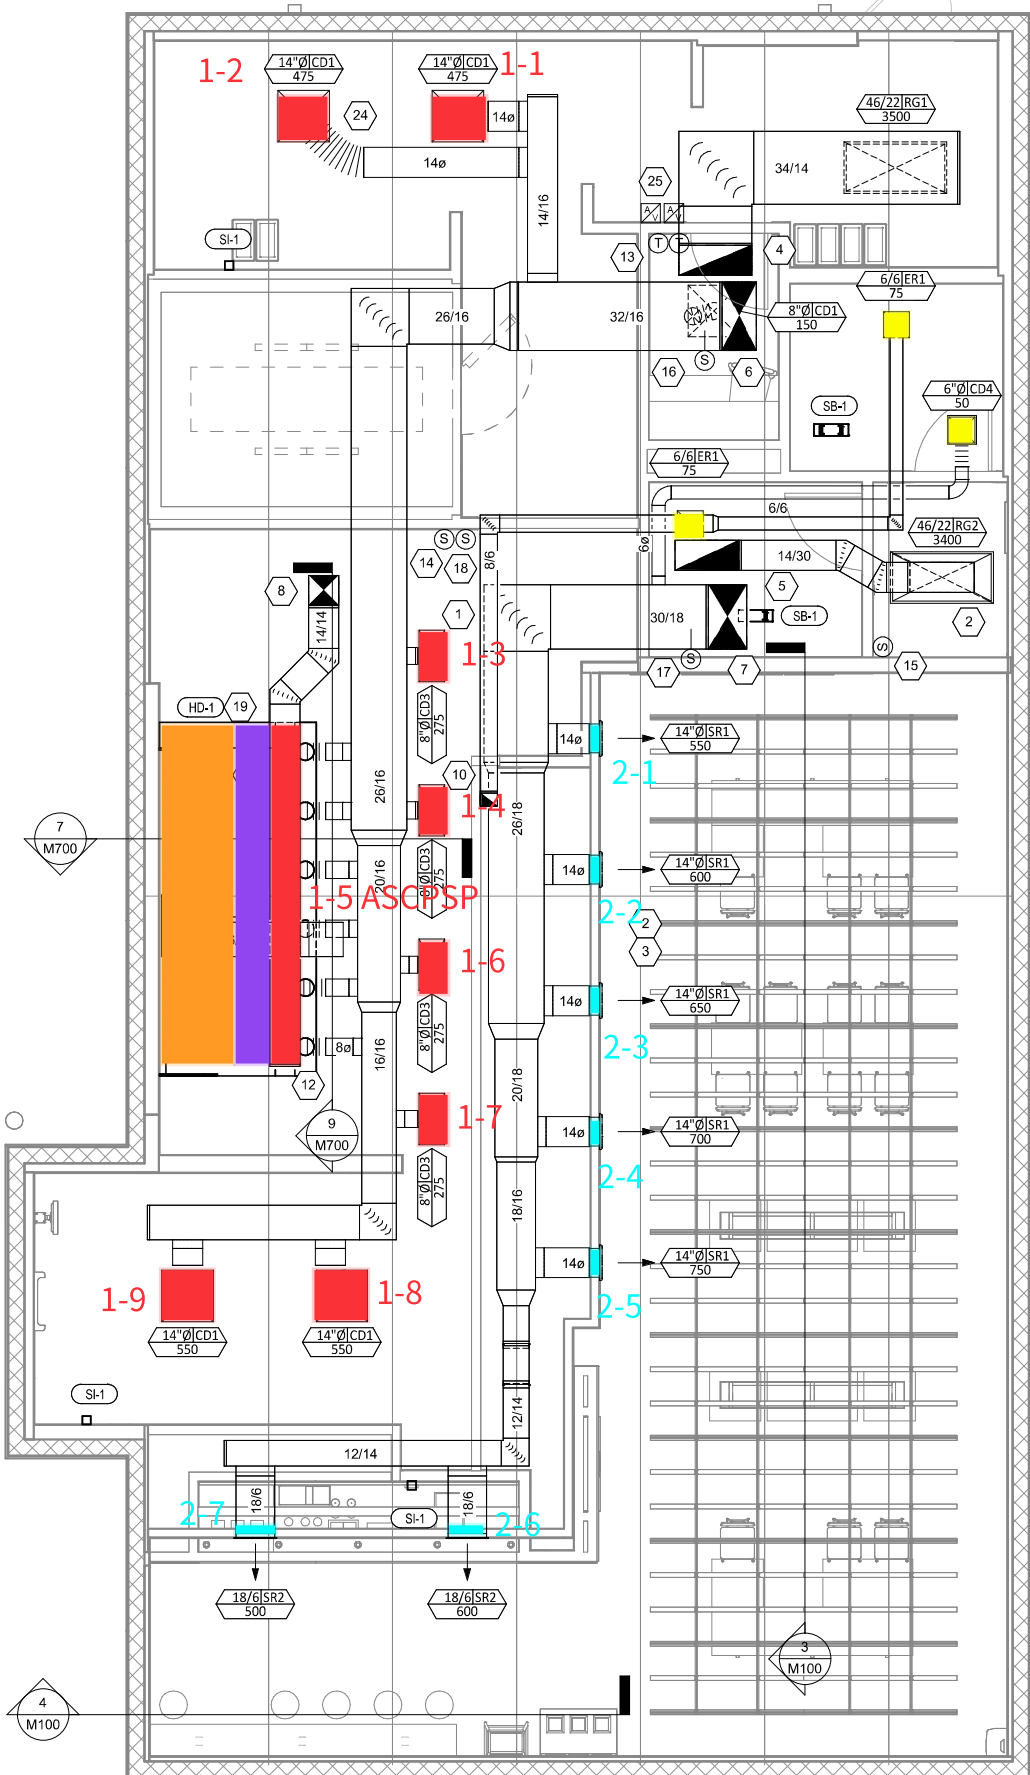 14"Ø CD1
475
1-2
14"Ø CD1
475
1-1
24
14ø
14ø
46/22 RG1
3500
34/14
25
A
V
A
V
14/16
SI-1
T
T
13
4
6/6 ER1
75
26/16
32/16
8"Ø CD1
150
S
16
6
6"Ø CD4
50
SB-1
6/6 ER1
75
6/6
46/22 RG2
3400
S
S
14
18
8/6
6ø
14/30
8
5
1
14/14
30/18
SB-1
2
S
S
1-3
17
7
15
HD-1
19
8"Ø CD3
275
14ø
14"Ø SR1
550
2-1
10
26/16
1-4
26/18
7
M700
8"Ø CD3
275
20/16
14ø
14"Ø SR1
600
1-5 ASCPSP
2-2
2
3
1-6
14ø
14"Ø SR1
650
8"Ø CD3
275
2-3
8ø
16/16
20/18
12
1-7
9
M700
14ø
14"Ø SR1
700
8"Ø CD3
275
2-4
18/16
14ø
14"Ø SR1
750
1-9
1-8
2-5
14"Ø CD1
550
14"Ø CD1
550
SI-1
12/14
12/14
18/6
18/6
2-7
SI-1
2-6
18/6 SR2
500
18/6 SR2
600
3
M100
4
M100